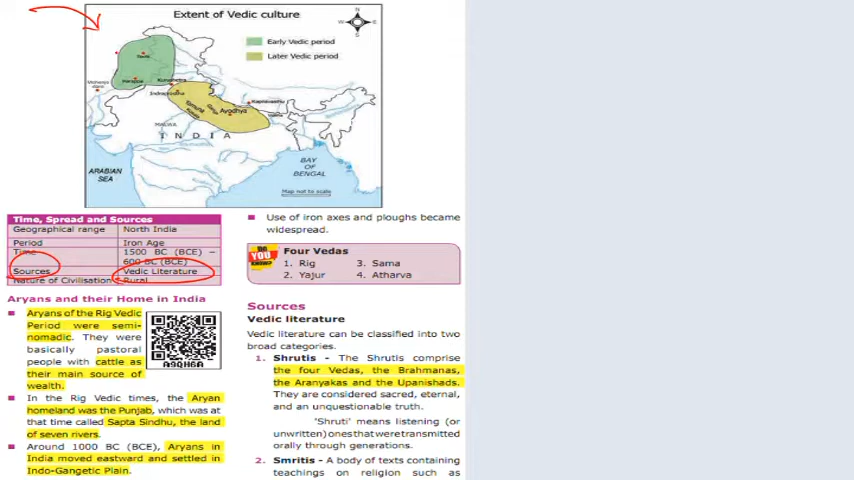 Extent of Vedic culture
N
W
E
S
Early Vedic period
Later Vedic period
Harappa
Kurukshetra
Indraprastha
Kapilavastu
Ayodhya
MALWA
I N D I A
ARABIAN
SEA
BAY
OF
BENGAL
Map not to scale
Time, Spread and Sources
Geographical range North India
Period Iron Age
Time 1500 BC (BCE) –
600 BC (BCE)
Sources Vedic Literature
Nature of Civilisation Rural
Aryans and their Home in India
Aryans of the Rig Vedic
Period were semi-
nomadic. They were
basically pastoral
people with cattle as
their main source of
wealth.
A9QH6A
In the Rig Vedic times, the Aryan
homeland was the Punjab, which was at
that time called Sapta Sindhu, the land
of seven rivers.
Around 1000 BC (BCE), Aryans in
India moved eastward and settled in
Indo-Gangetic Plain.
Use of iron axes and ploughs became
widespread.
DO
YOU
KNOW?
Four Vedas
1. Rig 3. Sama
2. Yajur 4. Atharva
Sources
Vedic literature
Vedic literature can be classified into two
broad categories.
1. Shrutis - The Shrutis comprise
the four Vedas, the Brahmanas,
the Aranyakas and the Upanishads.
They are considered sacred, eternal,
and an unquestionable truth.
'Shruti' means listening (or
unwritten) ones that were transmitted
orally through generations.
2. Smritis - A body of texts containing
teachings on religion such as